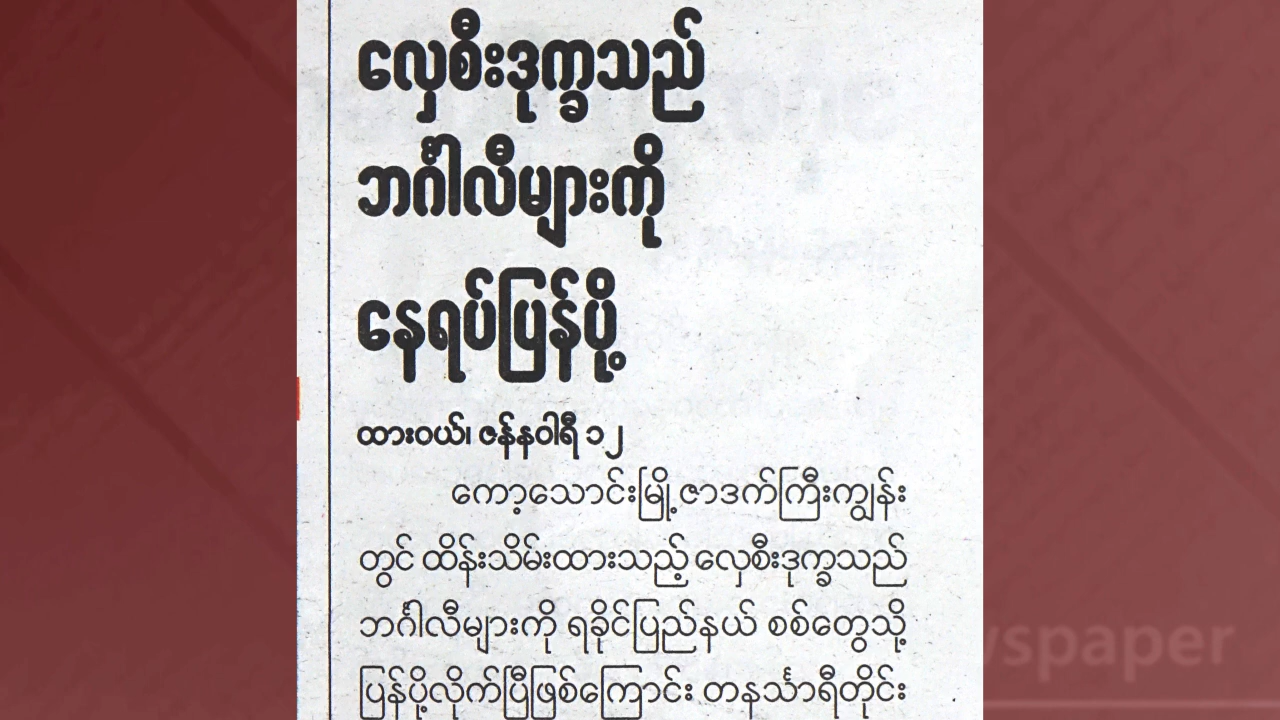 လှေစီးဒုက္ခသည်
ဘင်္ဂါလီများကို
နေရပ်ပြန်ပို့
ထားဝယ်၊ ဇန်နဝါရီ ၁၂
ကော့သောင်းမြို့ ဇာဒက်ကြီးကျွန်း
တွင် ထိန်းသိမ်းထားသည့် လှေစီးဒုက္ခသည်
ဘင်္ဂါလီများကို ရခိုင်ပြည်နယ် စစ်တွေသို့
ပြန်ပို့လိုက်ပြီဖြစ်ကြောင်း တနင်္သာရီတိုင်း
wspaper